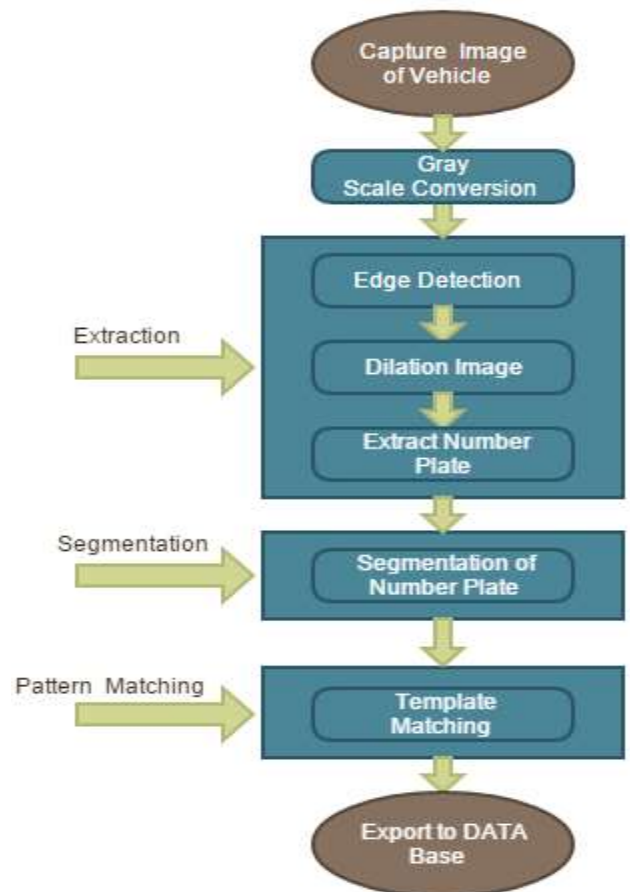 Capture Image
of Vehicle
Gray
Scale Conversion
Edge Detection
Extraction
Dilation Image
Extract Number
Plate
Segmentation
Segmentation of
Number Plate
Pattern Matching
Template
Matching
Export to DATA
Base